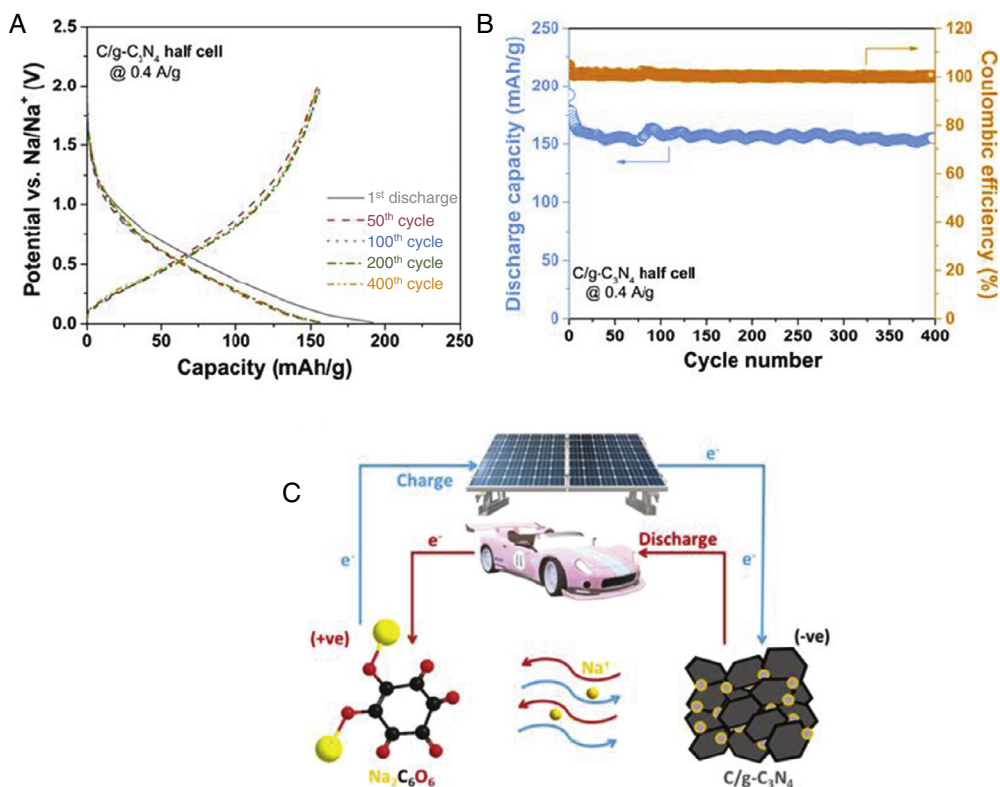 A
C/g-C₃N₄ half cell
@ 0.4 A/g
Potential vs. Na/Na⁺ (V)
2.5
2.0
1.5
1.0
0.5
0.0
1ˢᵗ discharge
50ᵗʰ cycle
100ᵗʰ cycle
200ᵗʰ cycle
400ᵗʰ cycle
0
50
100
150
200
250
Capacity (mAh/g)
B
Discharge capacity (mAh/g)
250
200
150
100
50
0
C/g-C₃N₄ half cell
@ 0.4 A/g
120
100
80
60
40
20
0
Coulombic efficiency (%)
0
50
100
150
200
250
300
350
400
Cycle number
C
Charge
e⁻
e⁻
Discharge
e⁻
e⁻
e⁻
11
(+ve)
Na⁺
(-ve)
Na₂C₆O₆
C/g-C₃N₄